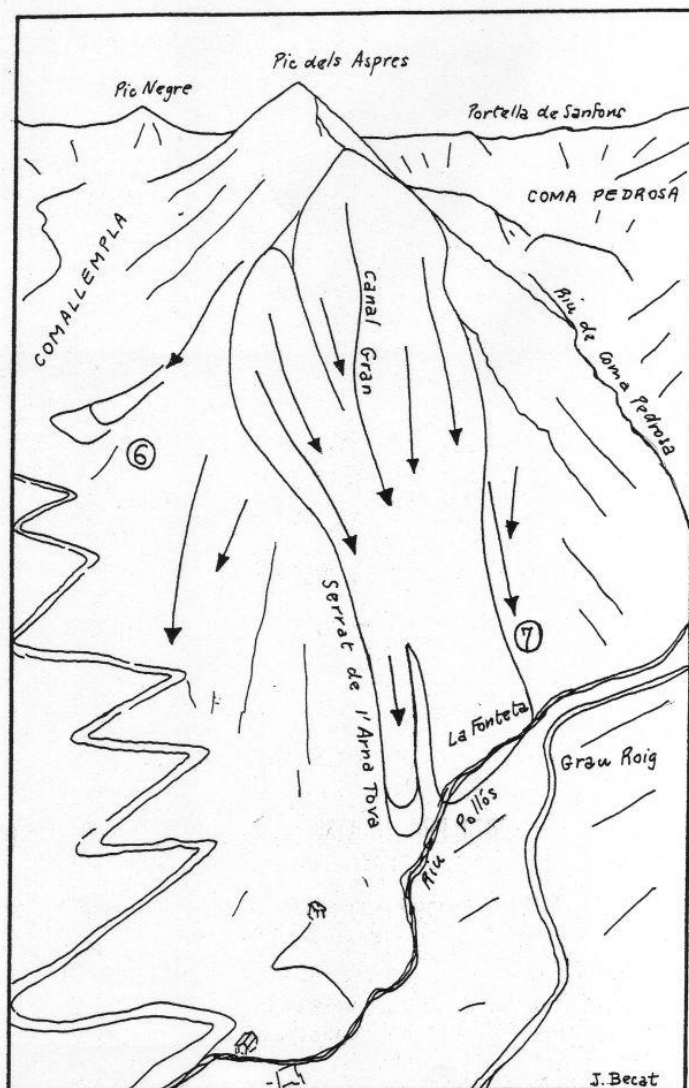 Pic dels Aspres
Pic Negre
Portella de Sanfons
COMA PEDROSA
COMALLEMPLA
Canal Gran
Riu de Coma Pedrosa
6
7
Serrat de l'Arna Tova
La Fonteta
Grau Roig
Riu Pollós
J. Becat